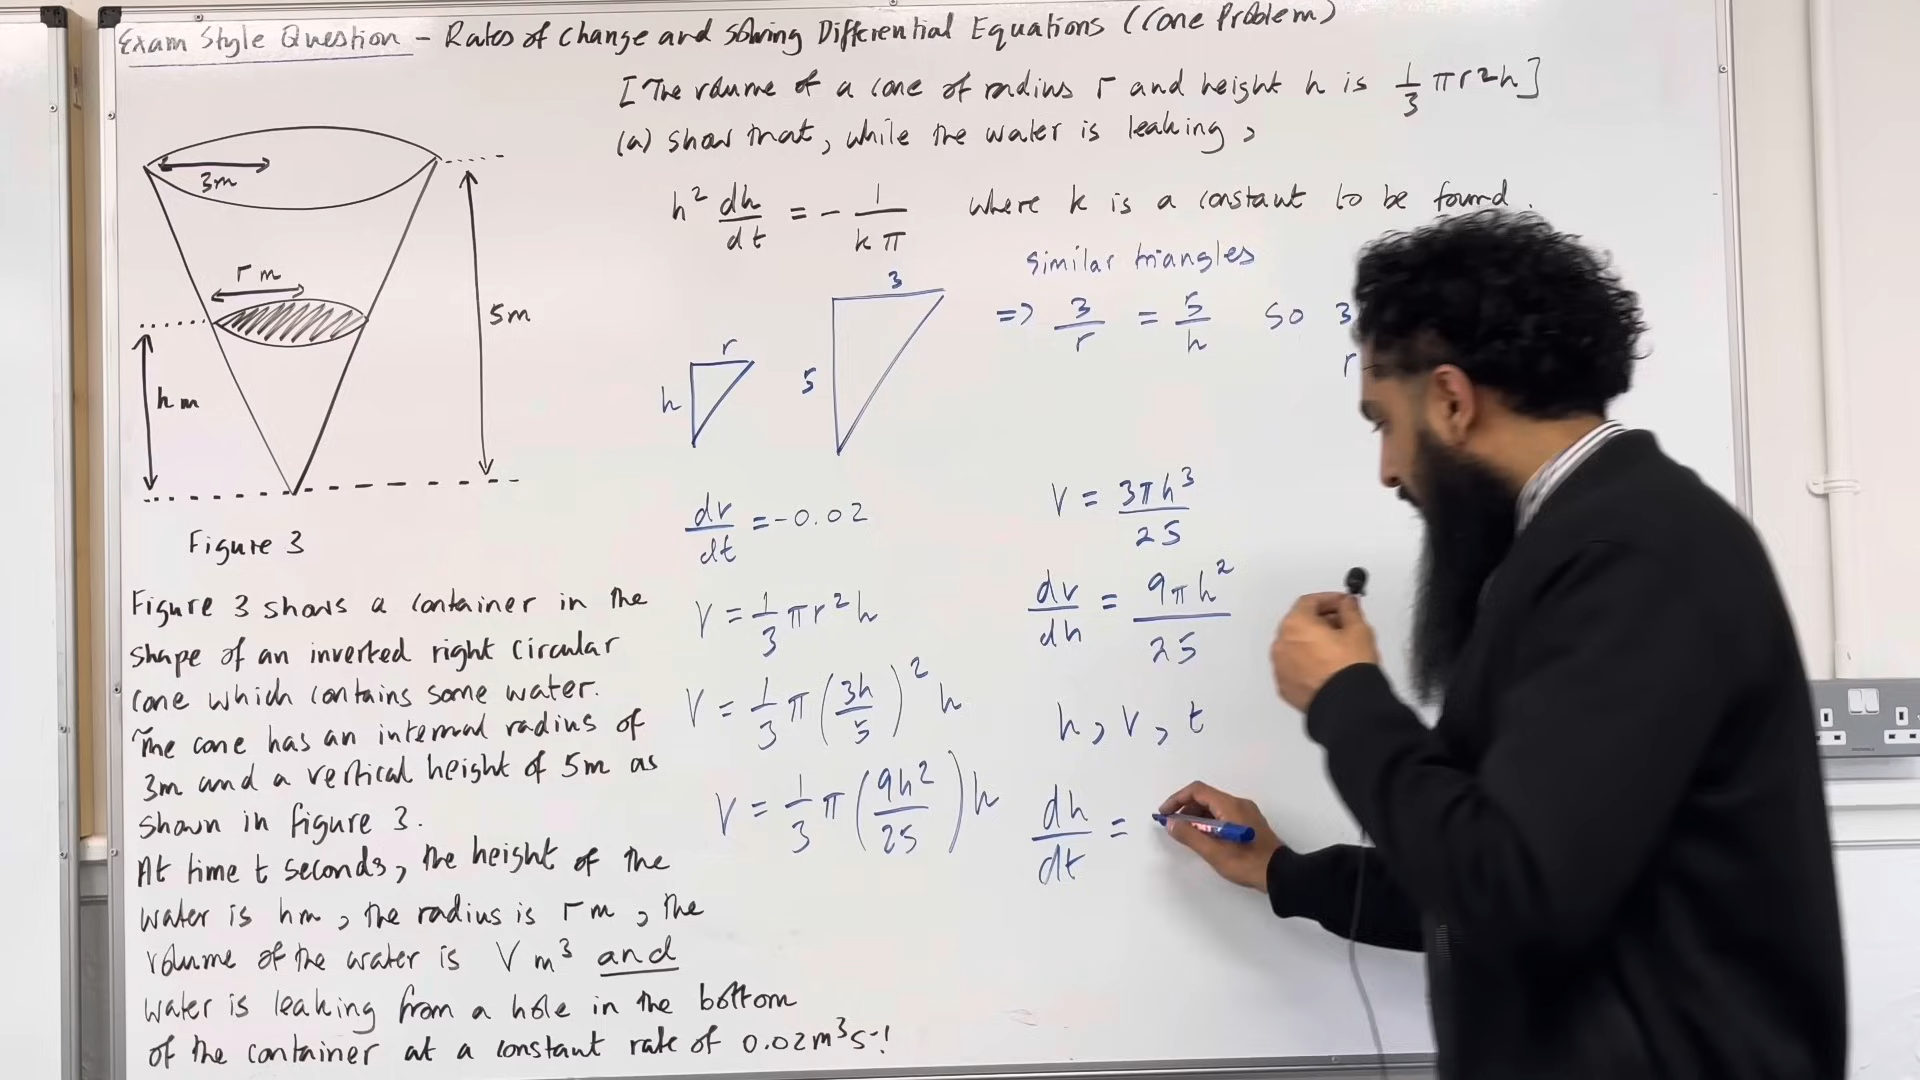 Exam Style Question - Rates of change and solving Differential Equations (Cone Problem)
[The volume of a cone of radius r and height h is 1/3 πr²h]
(a) show that, while the water is leaking,
h² dh/dt = - 1/kπ where k is a constant to be found.
3m
r m
h m
5m
Figure 3
Figure 3 shows a container in the
shape of an inverted right circular
cone which contains some water.
The cone has an internal radius of
3m and a vertical height of 5m as
shown in figure 3.
At time t seconds, the height of the
water is hm, the radius is rm, the
volume of the water is V m³ and
water is leaking from a hole in the bottom
of the container at a constant rate of 0.02m³s⁻¹.
similar triangles
r
h
3
5
=> 3/r = 5/h so 3
r
dv/dt = -0.02
V = 1/3 πr²h
V = 1/3 π (3h/5)² h
V = 1/3 π (9h²/25) h
V = 3πh³/25
dv/dh = 9πh²/25
h, v, t
dh/dt =